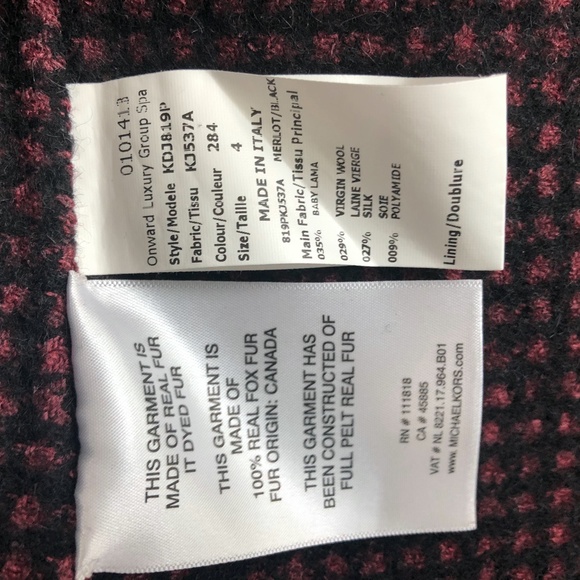 0101413
Onward Luxury Group Spa
Style/Modele KDJ819P
Fabric/Tissu KJ537A
Colour/Couleur 284
Size/Taille 4
MADE IN ITALY
819PKJ537A MERLOT/BLACK
Main Fabric/Tissu Principal
035% BABY LAMA
029% VIRGIN WOOL
LAINE VIERGE
027% SILK
SOIE
009% POLYAMIDE
Lining/Doublure
THIS GARMENT IS
MADE OF REAL FUR
IT DYED FUR
THIS GARMENT IS
MADE OF
100% REAL FOX FUR
FUR ORIGIN: CANADA
THIS GARMENT HAS
BEEN CONSTRUCTED OF
FULL PELT REAL FUR
RN # 111818
CA # 45885
VAT # NL 8221.17.964.B01
www. MICHAELKORS.com